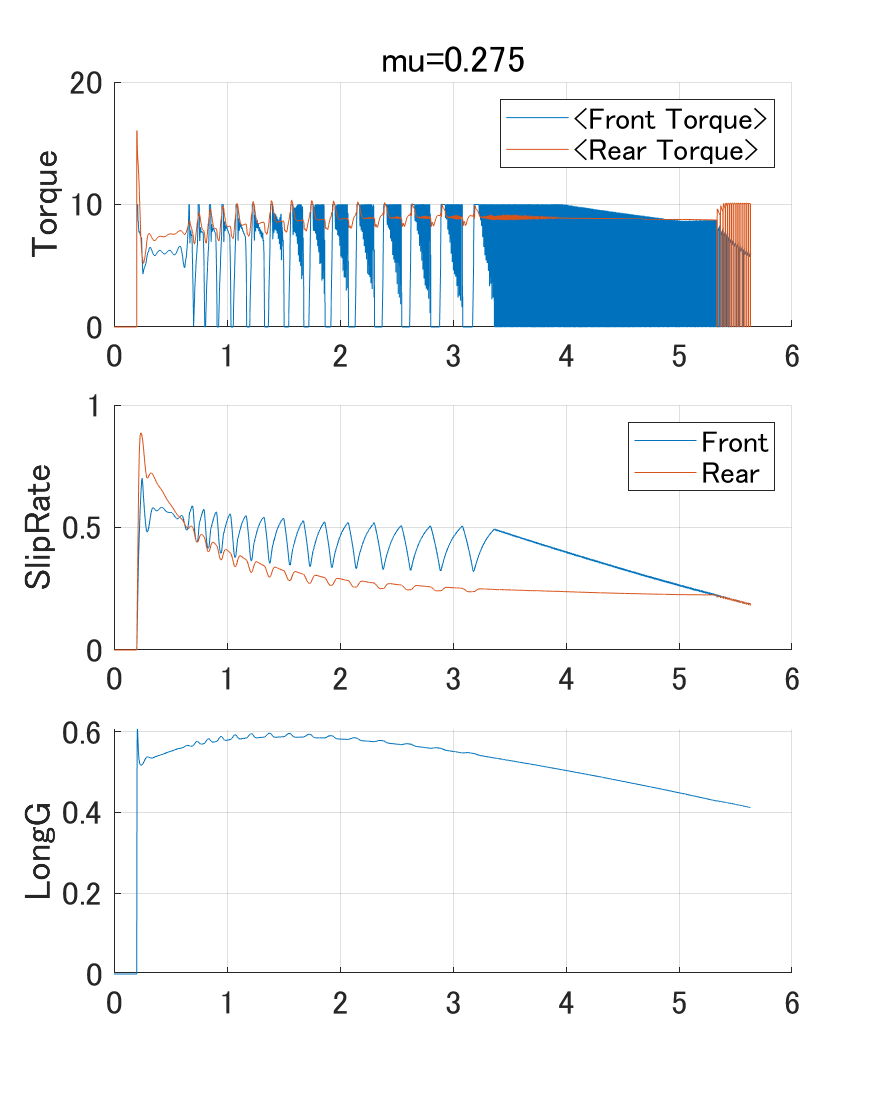 mu=0.275
Torque
20
10
0
<Front Torque>
<Rear Torque>
0 1 2 3 4 5 6
SlipRate
1
0.5
0
Front
Rear
0 1 2 3 4 5 6
LongG
0.6
0.4
0.2
0
0 1 2 3 4 5 6